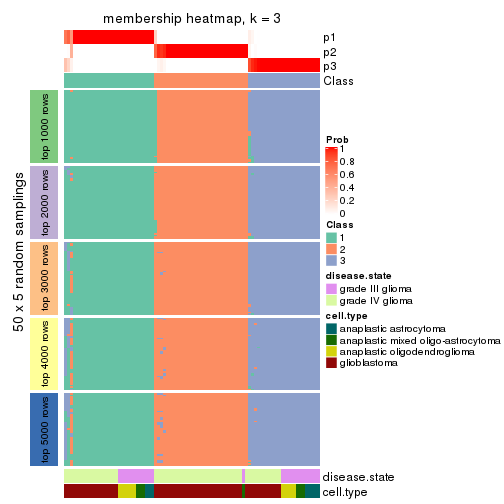 membership heatmap, k = 3
p1
p2
p3
Class
50 x 5 random samplings
top 1000 rows
top 2000 rows
top 3000 rows
top 4000 rows
top 5000 rows
Prob
1
0.8
0.6
0.4
0.2
0
Class
1
2
3
disease.state
grade III glioma
grade IV glioma
cell.type
anaplastic astrocytoma
anaplastic mixed oligo-astrocytoma
anaplastic oligodendroglioma
glioblastoma
disease.state
cell.type